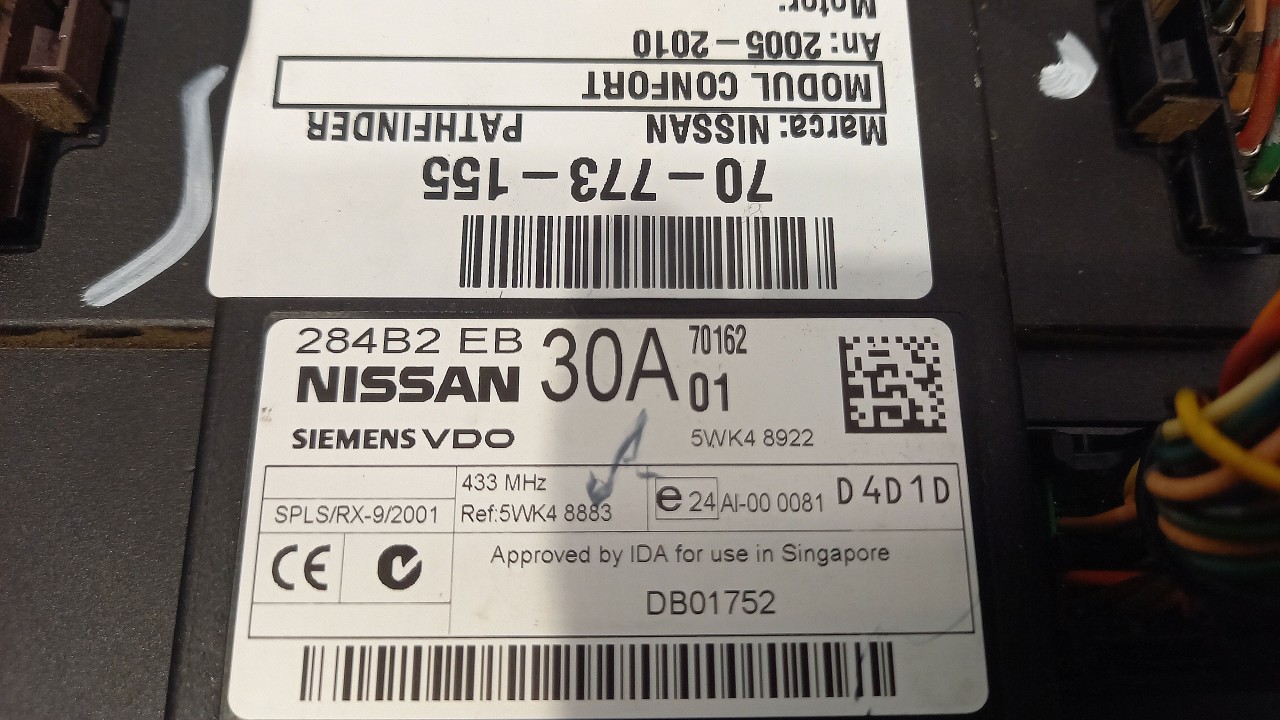 70-773-155
Marca: NISSAN PATHFINDER
MODUL CONFORT
An: 2005-2010
Motor:
284B2 EB 30A 70162
NISSAN 01
SIEMENS VDO 5WK4 8922
433 MHz
SPLS/RX-9/2001 Ref:5WK4 8883 e 24 AI-00 0081 D4D1D
CE
Approved by IDA for use in Singapore
DB01752